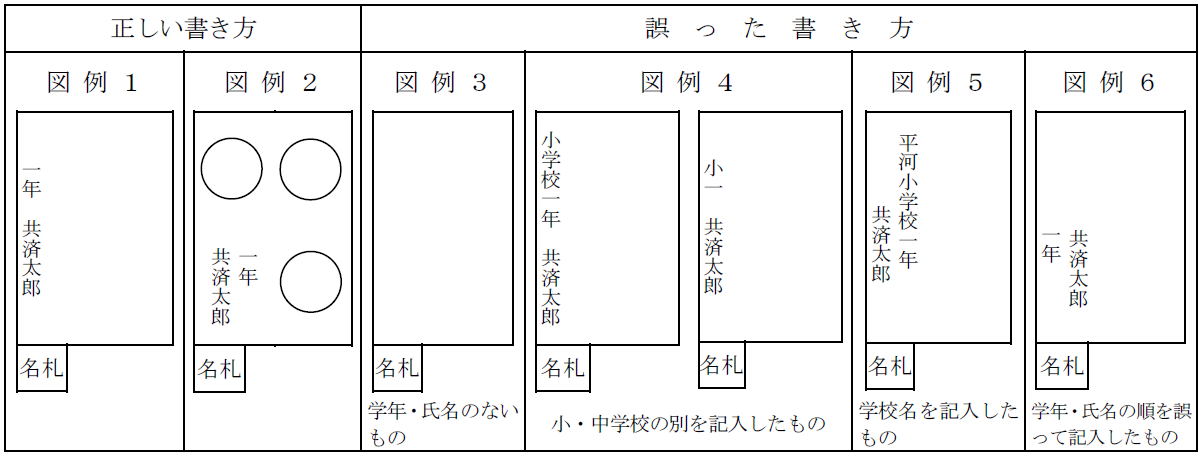 正しい書き方
誤った書き方
図例1
図例2
図例3
図例4
図例5
図例6
一年 共済太郎
名札
一年
共済太郎
名札
名札
学年・氏名のない
もの
小学校一年 共済太郎
名札
小一 共済太郎
名札
小・中学校の別を記入したもの
平河小学校一年
共済太郎
名札
学校名を記入した
もの
共済太郎
一年
名札
学年・氏名の順を誤
って記入したもの